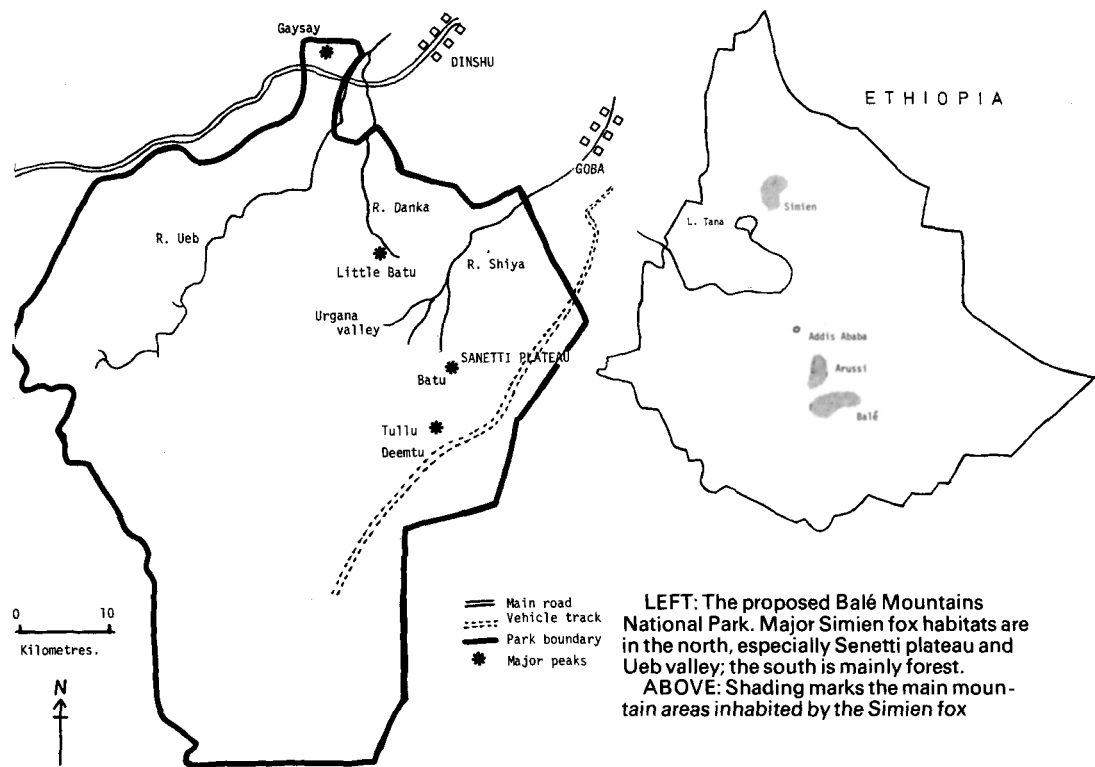 Gaysay
DINSHU
GOBA
R. Danka
R. Ueb
Little Batu
R. Shiya
Urgana
valley
SANETTI PLATEAU
Batu
Tullu
Deemtu
0 10
Kilometres.
N
Main road
Vehicle track
Park boundary
Major peaks
ETHIOPIA
Simien
L. Tana
Addis Ababa
Arussi
Balé
LEFT: The proposed Balé Mountains
National Park. Major Simien fox habitats are
in the north, especially Senetti plateau and
Ueb valley; the south is mainly forest.
ABOVE: Shading marks the main moun-
tain areas inhabited by the Simien fox